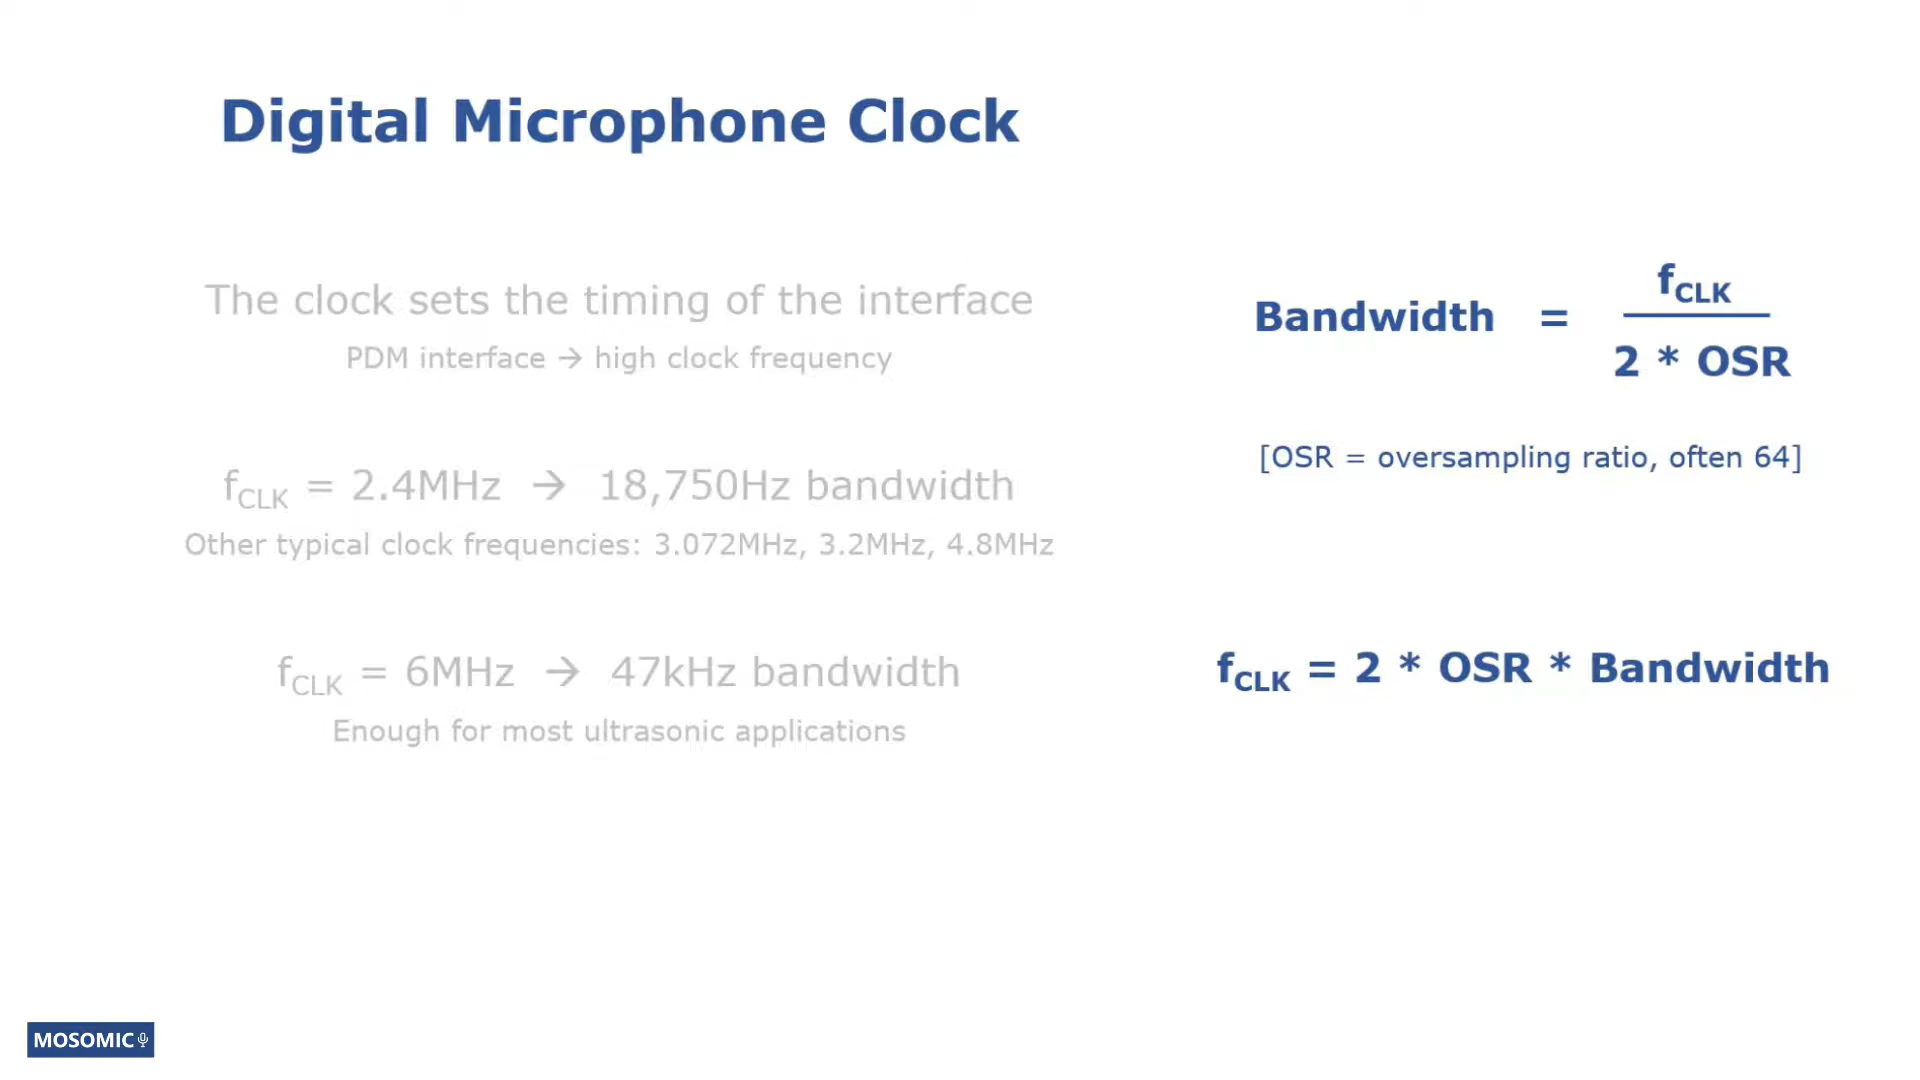 Digital Microphone Clock
The clock sets the timing of the interface
PDM interface → high clock frequency
fCLK = 2.4MHz → 18,750Hz bandwidth
Other typical clock frequencies: 3.072MHz, 3.2MHz, 4.8MHz
fCLK = 6MHz → 47kHz bandwidth
Enough for most ultrasonic applications
fCLK
Bandwidth =
2 * OSR
[OSR = oversampling ratio, often 64]
fCLK = 2 * OSR * Bandwidth
MOSOMIC